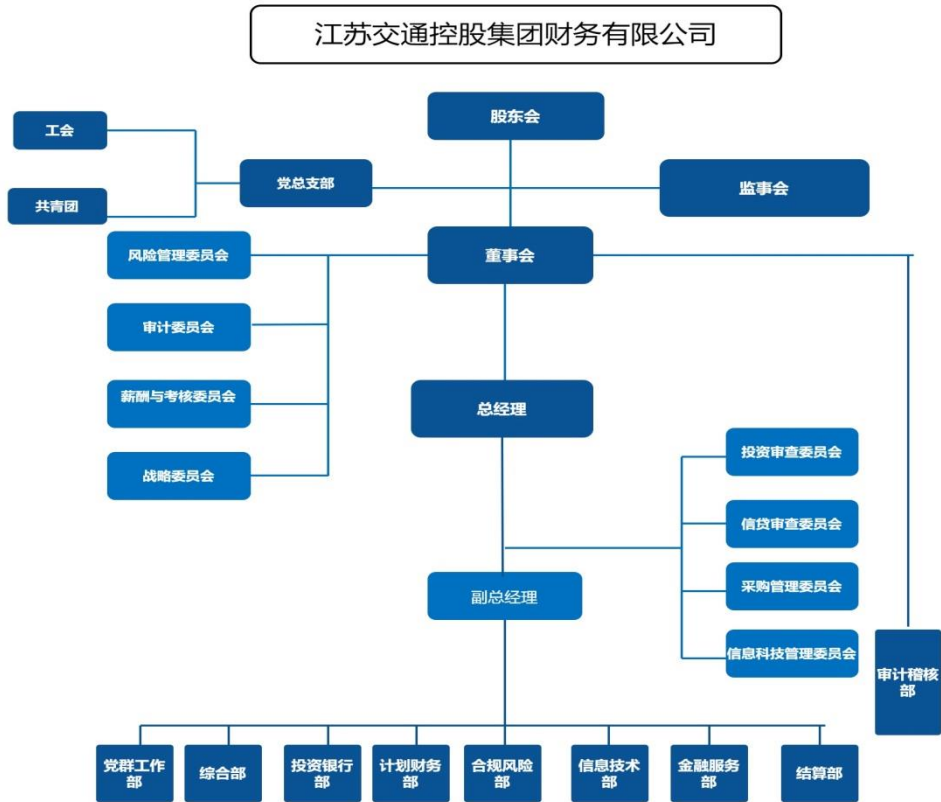 江苏交通控股集团财务有限公司
股东会
工会
党总支部
监事会
共青团
董事会
风险管理委员会
审计委员会
薪酬与考核委员会
总经理
战略委员会
投资审查委员会
信贷审查委员会
副总经理
采购管理委员会
信息科技管理委员会
审计稽核
部
党群工作
部
综合部
投资银行
部
计划财务
部
合规风险
部
信息技术
部
金融服务
部
结算部